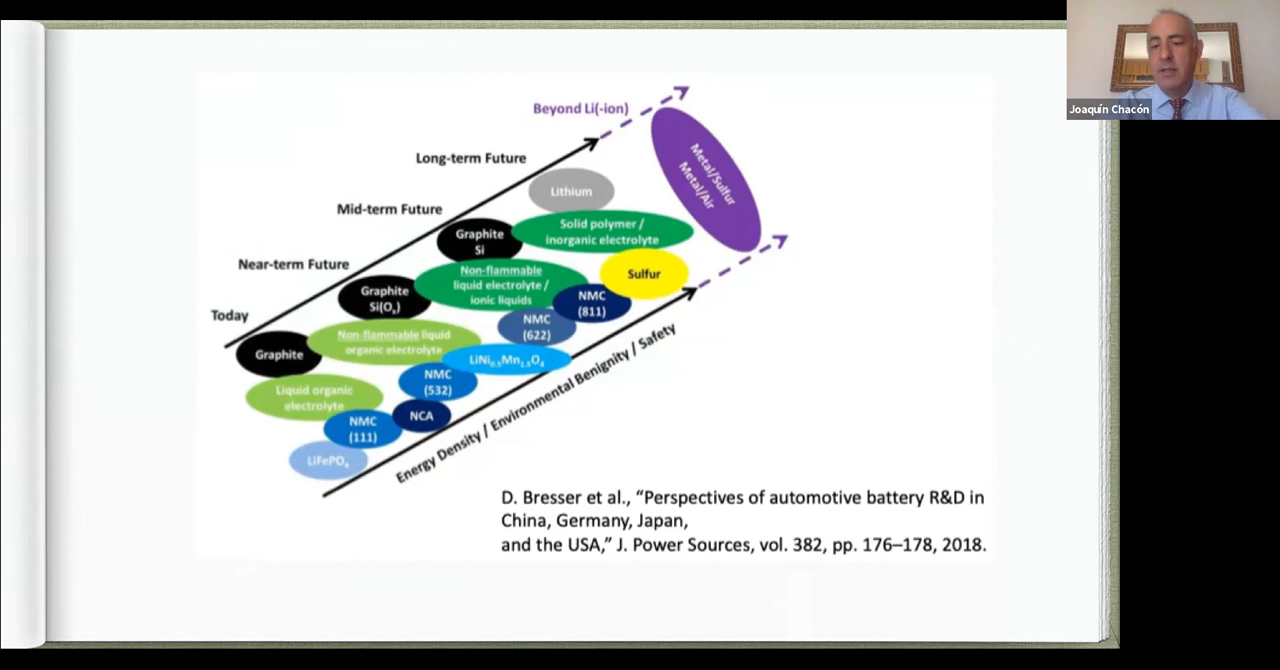 Joaquín Chacón
Beyond Li(-ion)
Long-term Future
Mid-term Future
Near-term Future
Today
Metal/Sulfur
Metal/Air
Lithium
Solid polymer /
inorganic electrolyte
Graphite
Si
Sulfur
Non-flammable
liquid electrolyte /
ionic liquids
NMC
(811)
Graphite
Si(Oₓ)
NMC
(622)
Non-flammable liquid
organic electrolyte
Graphite
LiNi₀.₅Mn₁.₅O₄
NMC
(532)
Liquid organic
electrolyte
NCA
NMC
(111)
LiFePO₄
Energy Density / Environmental Benignity / Safety
D. Bresser et al., “Perspectives of automotive battery R&D in
China, Germany, Japan,
and the USA,” J. Power Sources, vol. 382, pp. 176–178, 2018.